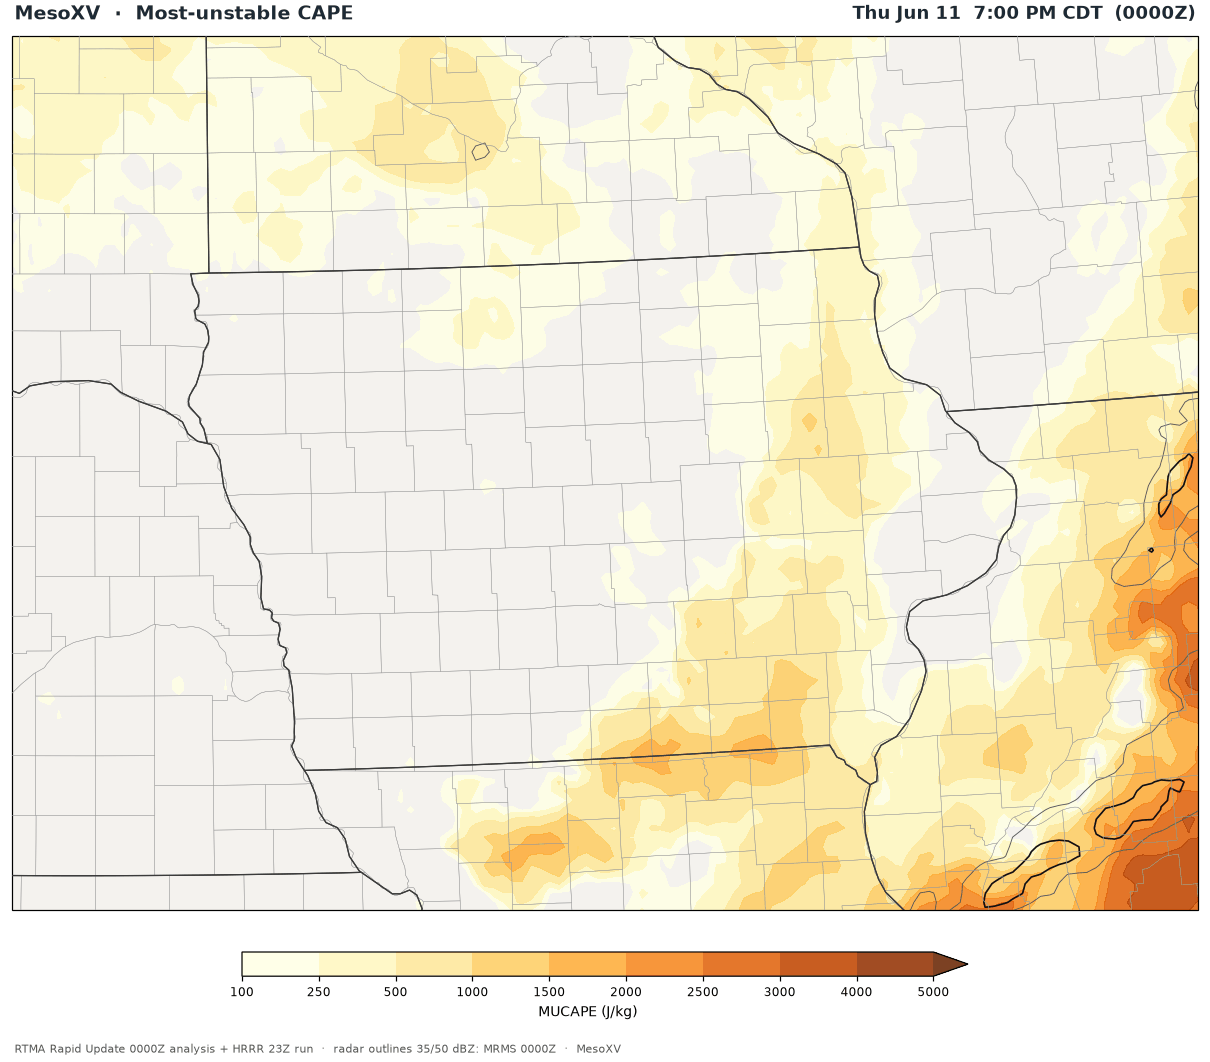 MesoXV · Most-unstable CAPE
Thu Jun 11 7:00 PM CDT (0000Z)
100 250 500 1000 1500 2000 2500 3000 4000 5000
MUCAPE (J/kg)
RTMA Rapid Update 0000Z analysis + HRRR 23Z run · radar outlines 35/50 dBZ: MRMS 0000Z · MesoXV